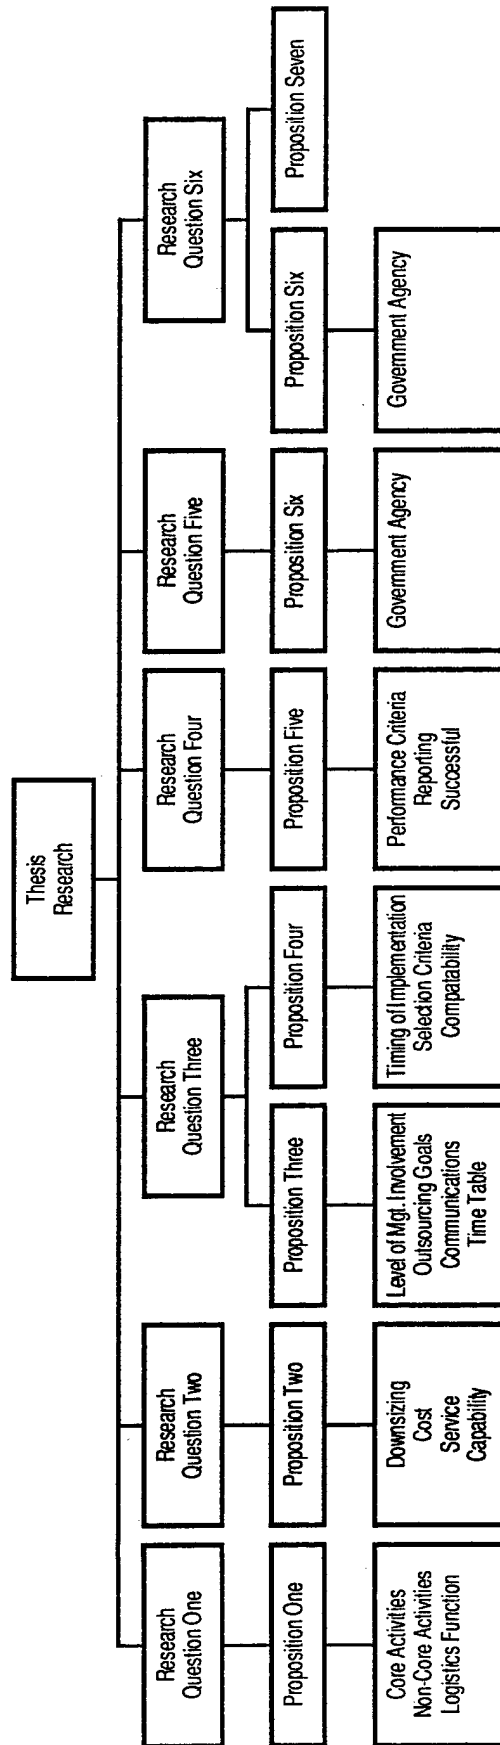 Thesis
Research
Research
Question One
Research
Question Two
Research
Question Three
Research
Question Four
Research
Question Five
Research
Question Six
Proposition One
Proposition Two
Proposition Three
Proposition Four
Proposition Five
Proposition Six
Proposition Six
Proposition Seven
Core Activities
Non-Core Activities
Logistics Function
Downsizing
Cost
Service
Capability
Level of Mgt. Involvement
Outsourcing Goals
Communications
Time Table
Timing of Implementation
Selection Criteria
Compatability
Performance Criteria
Reporting
Successful
Government Agency
Government Agency